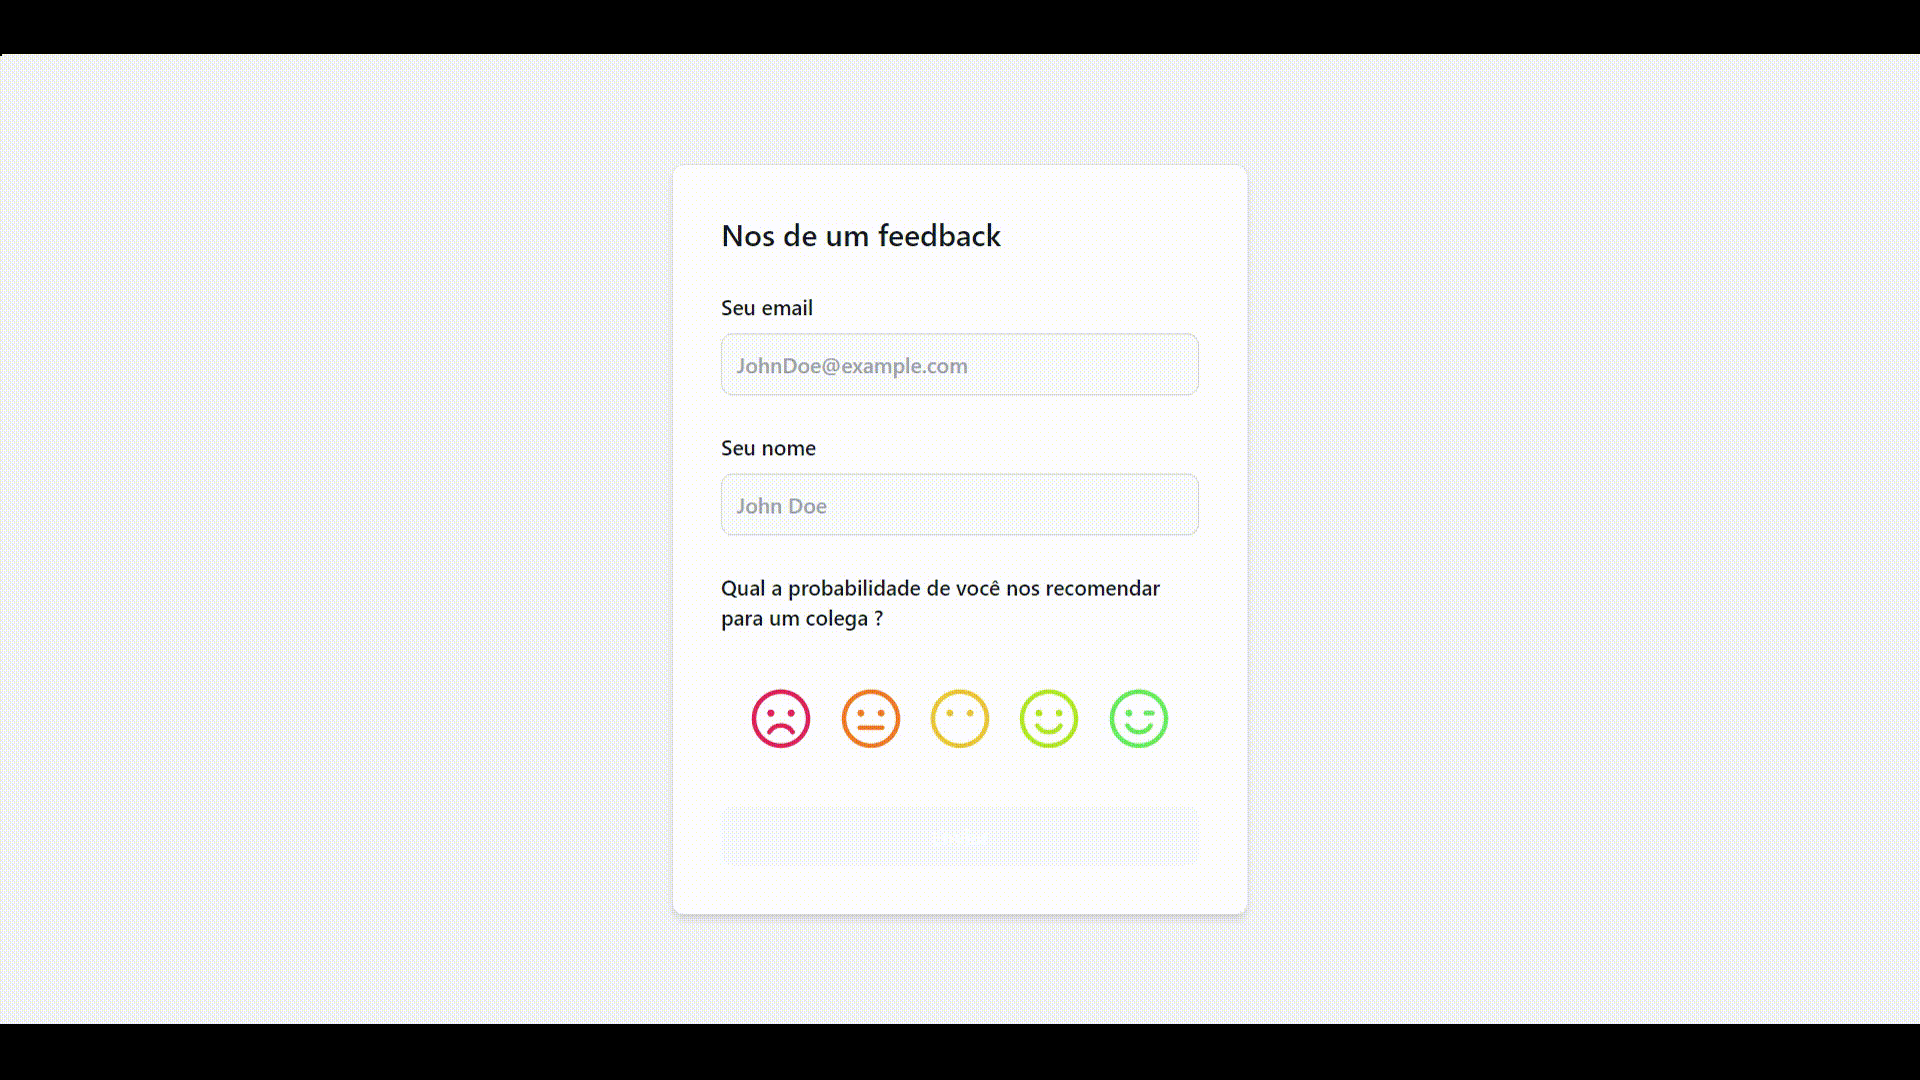 Nos de um feedback
Seu email
JohnDoe@example.com
Seu nome
John Doe
Qual a probabilidade de você nos recomendar
para um colega ?